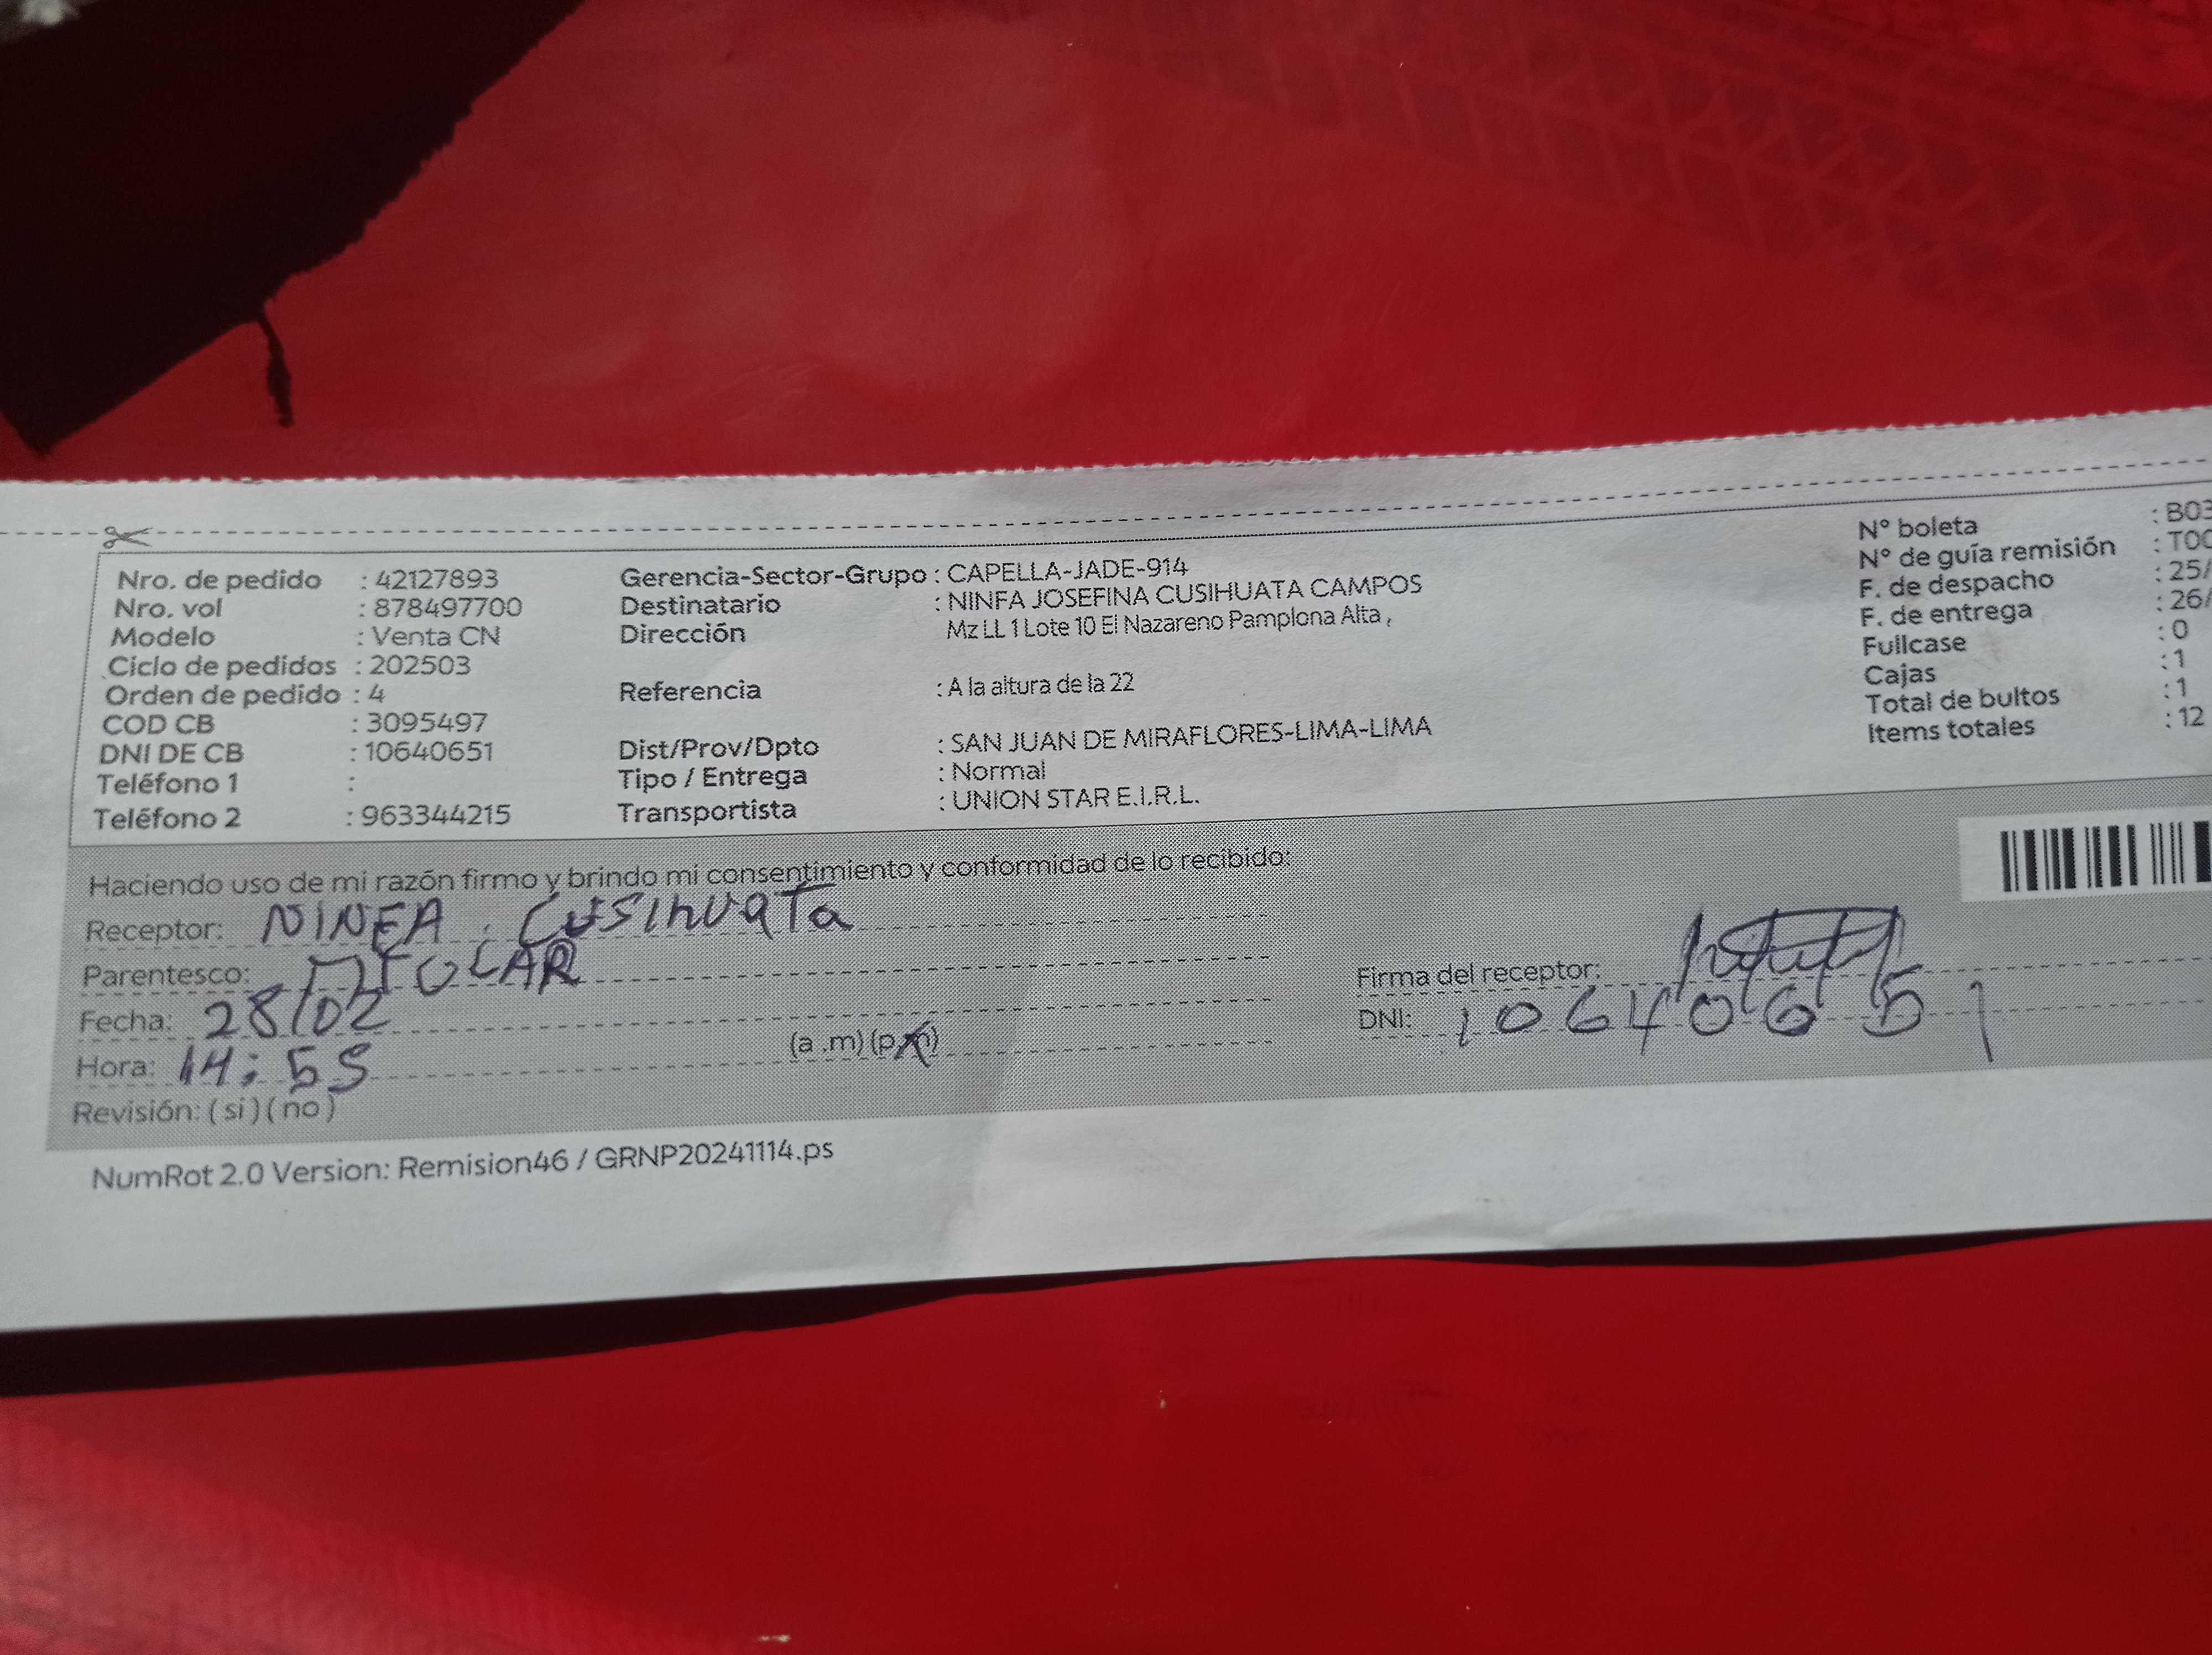 Nro. de pedido : 42127893
Nro. vol : 878497700
Modelo : Venta CN
Ciclo de pedidos : 202503
Orden de pedido : 4
COD CB : 3095497
DNI DE CB : 10640651
Teléfono 1 :
Teléfono 2 : 963344215
Gerencia-Sector-Grupo : CAPELLA-JADE-914
Destinatario : NINFA JOSEFINA CUSIHUATA CAMPOS
Dirección Mz LL 1 Lote 10 El Nazareno Pamplona Alta ,
Referencia : A la altura de la 22
Dist/Prov/Dpto : SAN JUAN DE MIRAFLORES-LIMA-LIMA
Tipo / Entrega : Normal
Transportista : UNION STAR E.I.R.L.
N° boleta : B03
N° de guía remisión : T00
F. de despacho : 25/
F. de entrega : 26/
Fullcase : 0
Cajas : 1
Total de bultos : 1
Items totales : 12
Haciendo uso de mi razón firmo y brindo mi consentimiento y conformidad de lo recibido:
Receptor: NINFA . CUSIHUATA
Parentesco: TITULAR
Fecha: 28/02
Hora: 14:55 (a .m) (p.m)
Revisión: ( si ) ( no )
Firma del receptor:
DNI: 10640651
NumRot 2.0 Version: Remision46 / GRNP20241114.ps